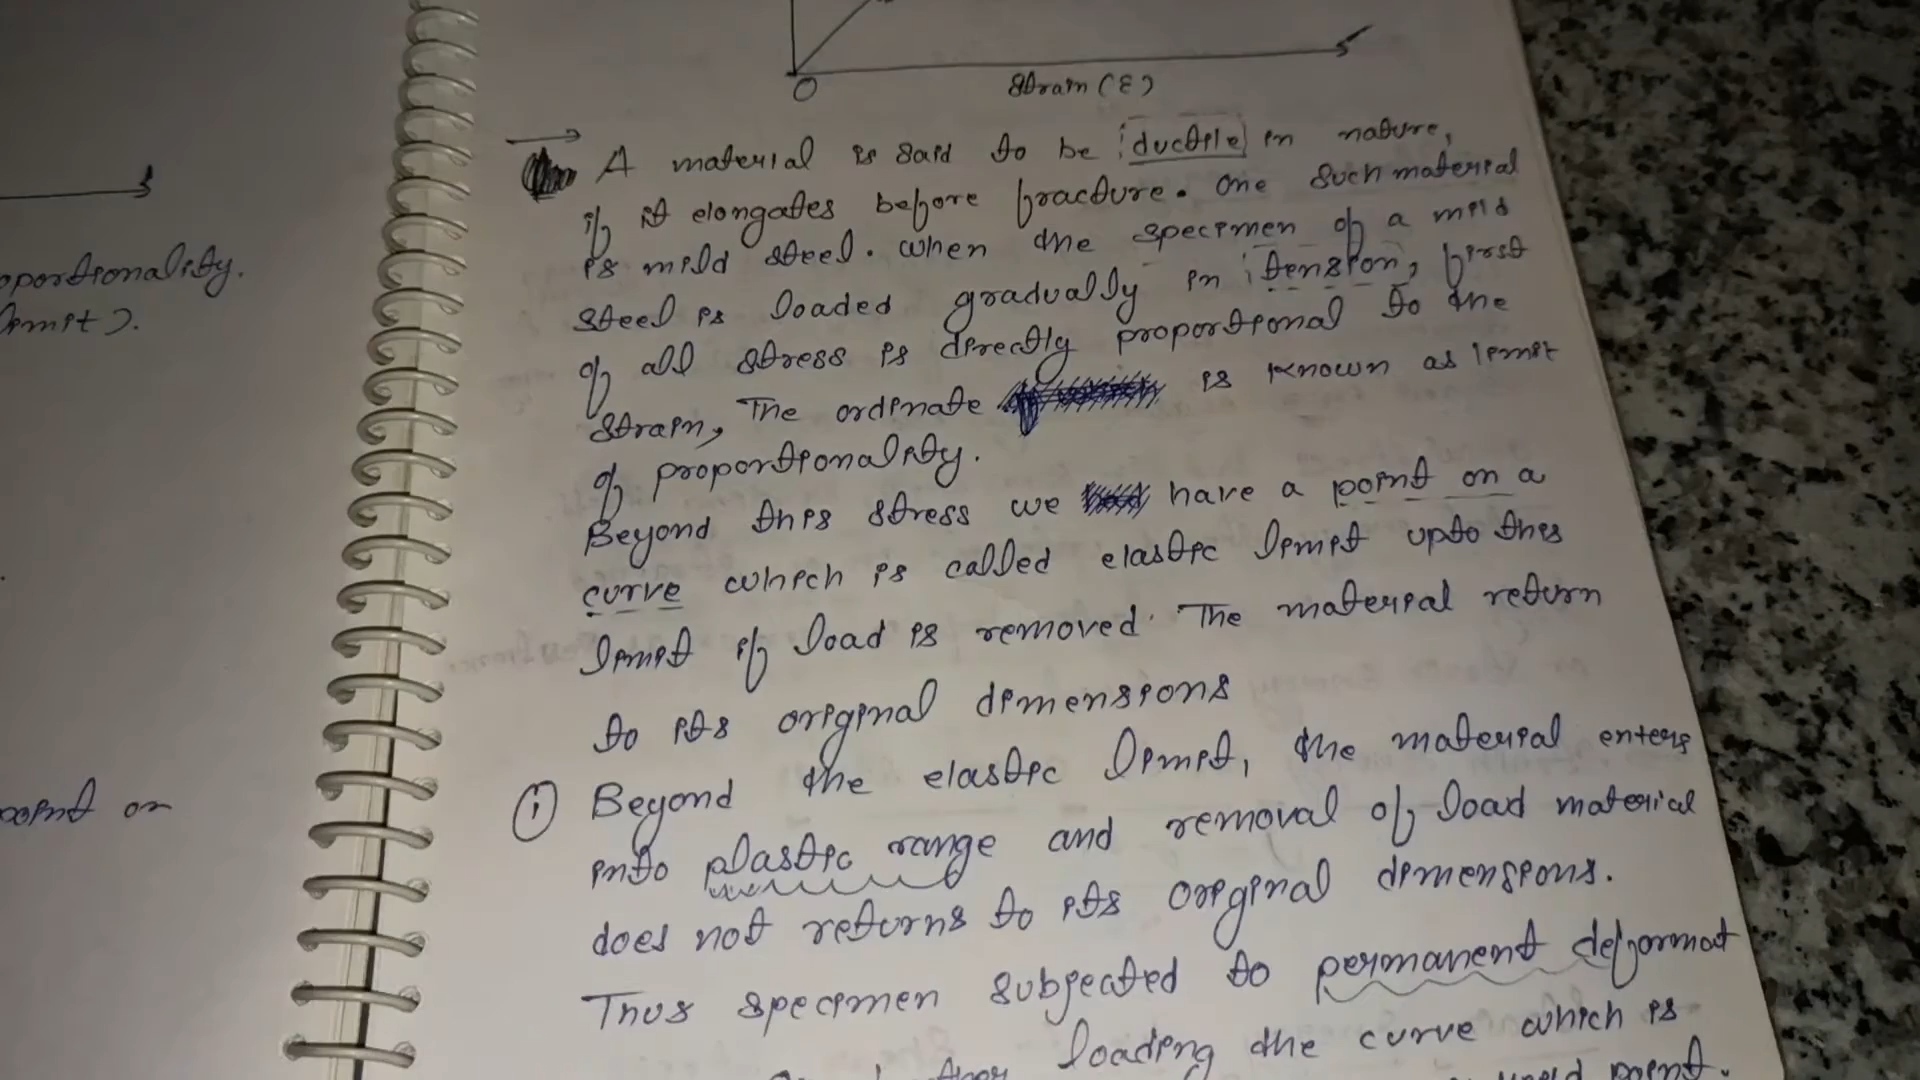 O
Strain (ε)
A material is said to be ductile in nature,
if it elongates before fracture. One such material
is mild steel. When the specimen of a mild
steel is loaded gradually in tension, first
of all stress is directly proportional to the
strain, The ordinate is known as limit
of proportionality.
Beyond this stress we have a point on a
curve which is called elastic limit upto this
limit if load is removed. The material return
to its original dimensions
(i) Beyond the elastic limit, the material enters
into plastic range and removal of load material
does not returns to its original dimensions.
Thus specimen subjected to permanent deformat
loading the curve which is
point.
oportionality.
limit).
point on